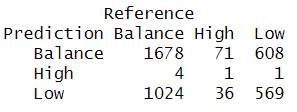 Reference
Prediction Balance High Low
Balance 1678 71 608
High 4 1 1
Low 1024 36 569